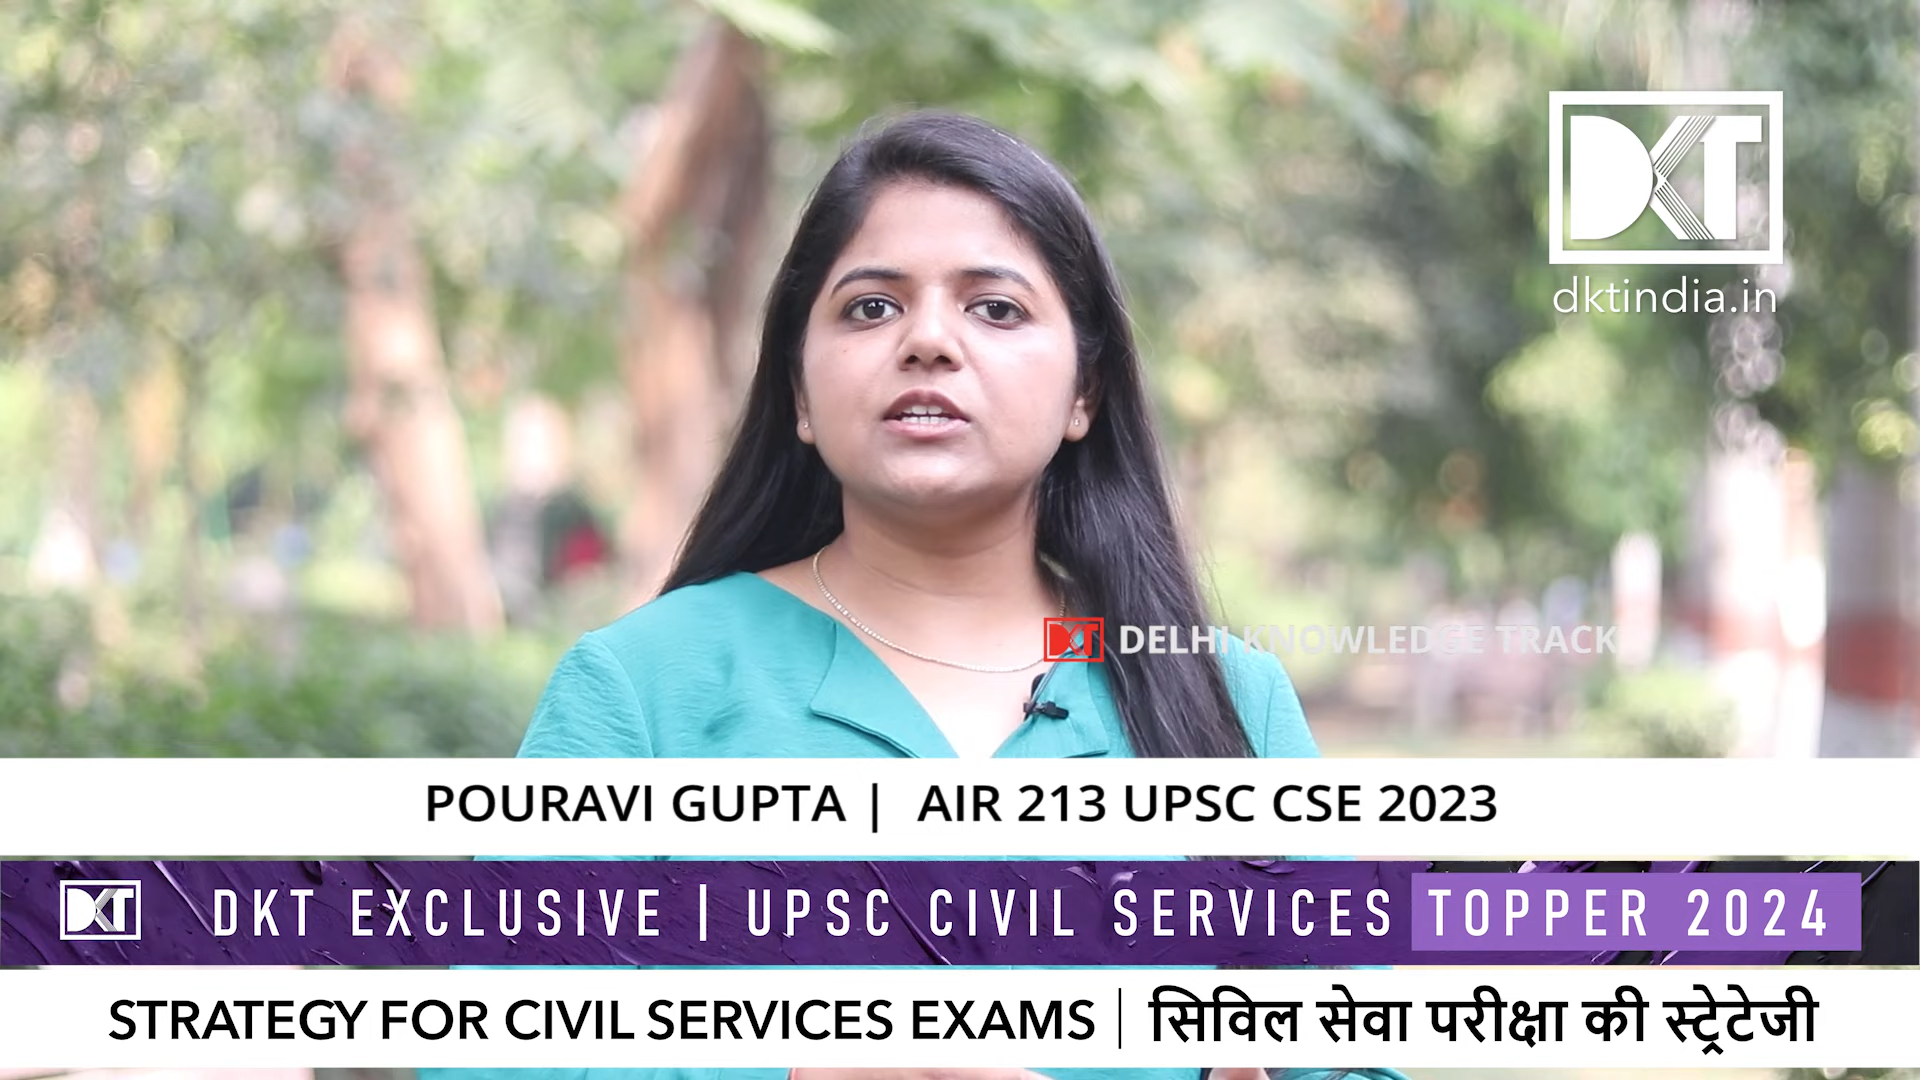 DKT
dktindia.in
DKT DELHI KNOWLEDGE TRACK
POURAVI GUPTA | AIR 213 UPSC CSE 2023
DKT DKT EXCLUSIVE | UPSC CIVIL SERVICES TOPPER 2024
STRATEGY FOR CIVIL SERVICES EXAMS | सिविल सेवा परीक्षा की स्ट्रेटेजी